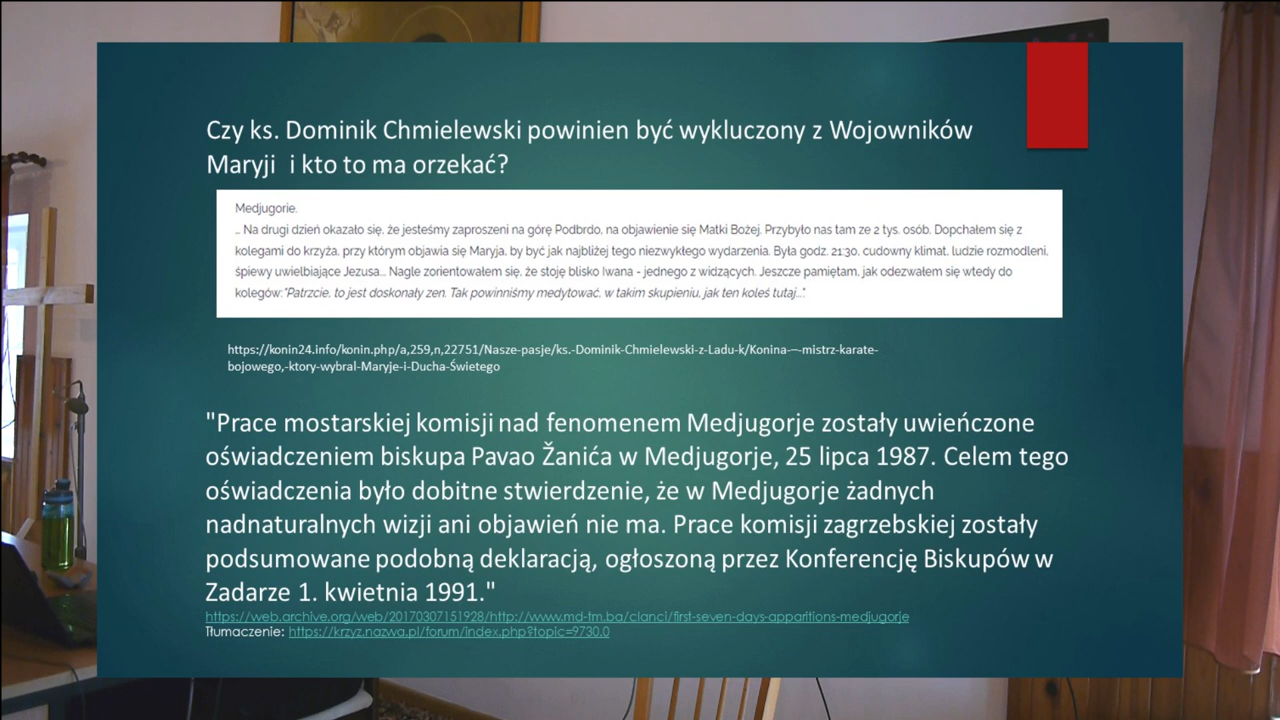 Czy ks. Dominik Chmielewski powinien być wykluczony z Wojowników
Maryji i kto to ma orzekać?
Medjugorie.
... Na drugi dzień okazało się, że jesteśmy zaproszeni na górę Podbrdo, na objawienie się Matki Bożej. Przybyło nas tam ze 2 tys. osób. Dopchałem się z
kolegami do krzyża, przy którym objawia się Maryja, by być jak najbliżej tego niezwykłego wydarzenia. Była godz. 21:30, cudowny klimat, ludzie rozmodleni,
śpiewy uwielbiające Jezusa... Nagle zorientowałem się, że stoję blisko Iwana - jednego z widzących. Jeszcze pamiętam, jak odezwałem się wtedy do
kolegów: "Patrzcie, to jest doskonały zen. Tak powinniśmy medytować, w takim skupieniu, jak ten koleś tutaj...".
https://konin24.info/konin.php/a,259,n,22751/Nasze-pasje/ks.-Dominik-Chmielewski-z-Ladu-k/Konina-–-mistrz-karate-
bojowego,-ktory-wybral-Maryje-i-Ducha-Świetego
"Prace mostarskiej komisji nad fenomenem Medjugorje zostały uwieńczone
oświadczeniem biskupa Pavao Žanića w Medjugorje, 25 lipca 1987. Celem tego
oświadczenia było dobitne stwierdzenie, że w Medjugorje żadnych
nadnaturalnych wizji ani objawień nie ma. Prace komisji zagrzebskiej zostały
podsumowane podobną deklaracją, ogłoszoną przez Konferencję Biskupów w
Zadarze 1. kwietnia 1991."
https://web.archive.org/web/20170307151928/http://www.md-tm.ba/clanci/first-seven-days-apparitions-medjugorje
Tłumaczenie: https://krzyz.nazwa.pl/forum/index.php?topic=9730.0